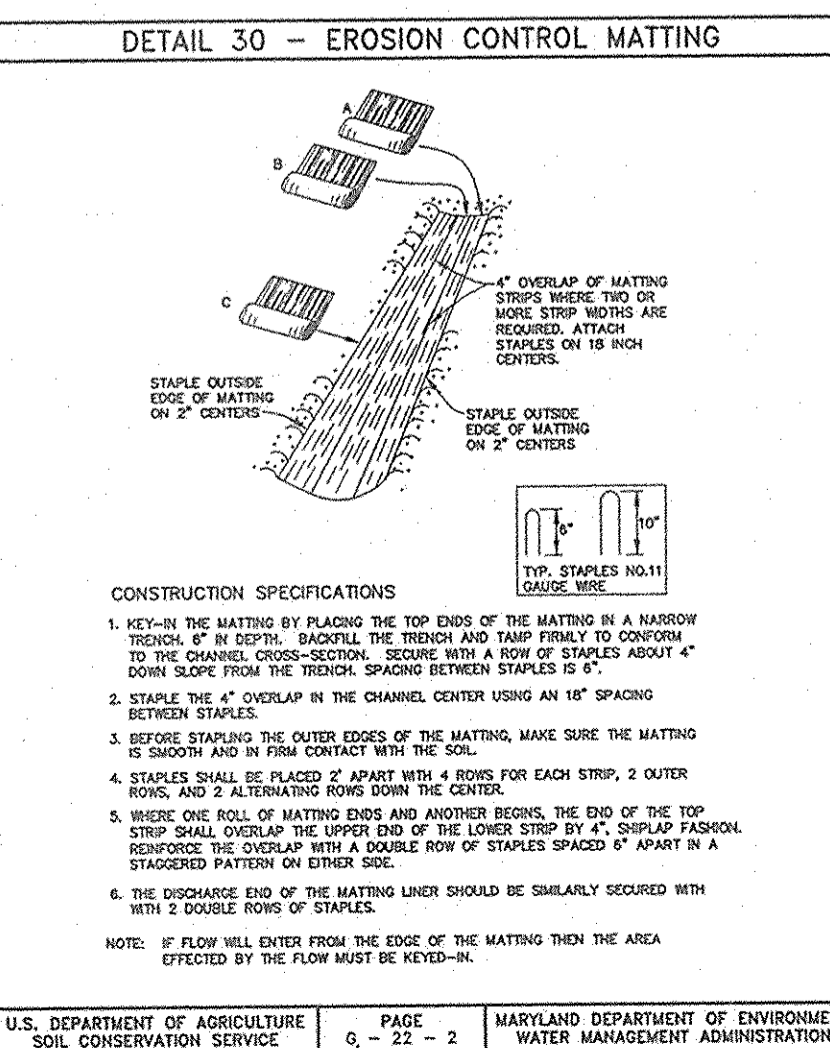 DETAIL 30 – EROSION CONTROL MATTING
A
B
C
4" OVERLAP OF MATTING
STRIPS WHERE TWO OR
MORE STRIP WIDTHS ARE
REQUIRED. ATTACH
STAPLES ON 18 INCH
CENTERS.
STAPLE OUTSIDE
EDGE OF MATTING
ON 2" CENTERS
STAPLE OUTSIDE
EDGE OF MATTING
ON 2" CENTERS
6"
10"
TYP. STAPLES NO.11
GAUGE WIRE
CONSTRUCTION SPECIFICATIONS
1. KEY-IN THE MATTING BY PLACING THE TOP ENDS OF THE MATTING IN A NARROW
TRENCH, 6" IN DEPTH. BACKFILL THE TRENCH AND TAMP FIRMLY TO CONFORM
TO THE CHANNEL CROSS-SECTION. SECURE WITH A ROW OF STAPLES ABOUT 4"
DOWN SLOPE FROM THE TRENCH. SPACING BETWEEN STAPLES IS 6".
2. STAPLE THE 4" OVERLAP IN THE CHANNEL CENTER USING AN 18" SPACING
BETWEEN STAPLES.
3. BEFORE STAPLING THE OUTER EDGES OF THE MATTING, MAKE SURE THE MATTING
IS SMOOTH AND IN FIRM CONTACT WITH THE SOIL.
4. STAPLES SHALL BE PLACED 2' APART WITH 4 ROWS FOR EACH STRIP, 2 OUTER
ROWS, AND 2 ALTERNATING ROWS DOWN THE CENTER.
5. WHERE ONE ROLL OF MATTING ENDS AND ANOTHER BEGINS, THE END OF THE TOP
STRIP SHALL OVERLAP THE UPPER END OF THE LOWER STRIP BY 4", SHIPLAP FASHION.
REINFORCE THE OVERLAP WITH A DOUBLE ROW OF STAPLES SPACED 6" APART IN A
STAGGERED PATTERN ON EITHER SIDE.
6. THE DISCHARGE END OF THE MATTING LINER SHOULD BE SIMILARLY SECURED WITH
WITH 2 DOUBLE ROWS OF STAPLES.
NOTE: IF FLOW WILL ENTER FROM THE EDGE OF THE MATTING THEN THE AREA
EFFECTED BY THE FLOW MUST BE KEYED-IN.
U.S. DEPARTMENT OF AGRICULTURE
SOIL CONSERVATION SERVICE
PAGE
G. – 22 – 2
MARYLAND DEPARTMENT OF ENVIRONME
WATER MANAGEMENT ADMINISTRATION